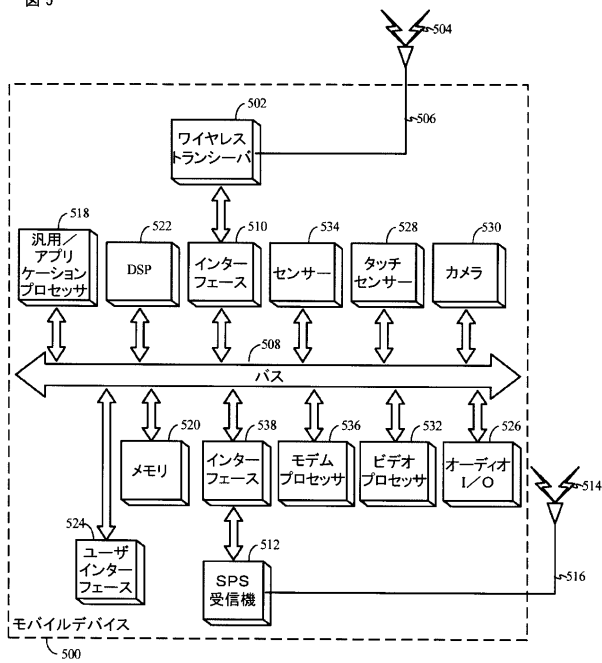 図5
504
502
506
ワイヤレス
トランシーバ
518
522
510
534
528
530
汎用／
アプリ
ケーション
プロセッサ
DSP
インター
フェース
センサー
タッチ
センサー
カメラ
508
バス
520
538
536
532
526
メモリ
インター
フェース
モデム
プロセッサ
ビデオ
プロセッサ
オーディオ
I／O
514
524
ユーザ
インター
フェース
512
SPS
受信機
516
モバイルデバイス
500